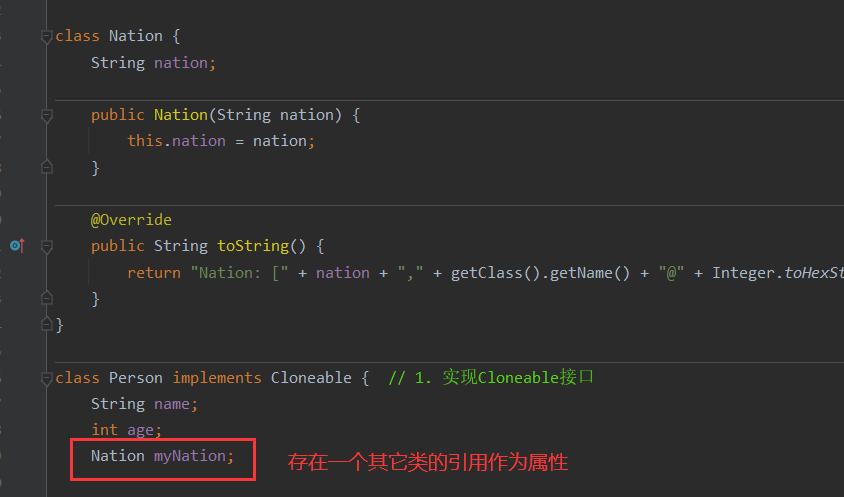 class Nation {
String nation;
public Nation(String nation) {
this.nation = nation;
}
@Override
public String toString() {
return "Nation: [" + nation + "," + getClass().getName() + "@" + Integer.toHexSt
}
}
class Person implements Cloneable {  // 1. 实现Cloneable接口
String name;
int age;
Nation myNation; 存在一个其它类的引用作为属性